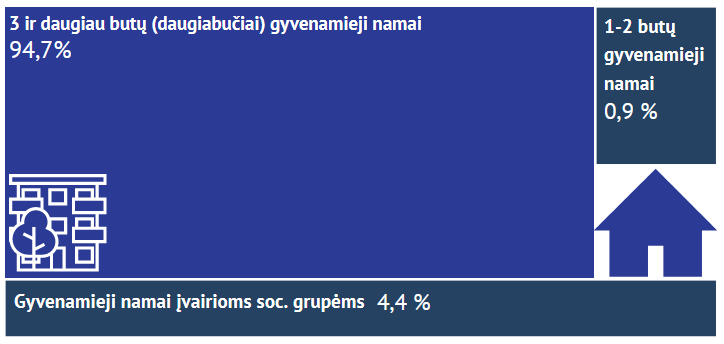 3 ir daugiau butų (daugiabučiai) gyvenamieji namai
94,7%
1-2 butų
gyvenamieji
namai
0,9 %
Gyvenamieji namai įvairioms soc. grupėms 4,4 %